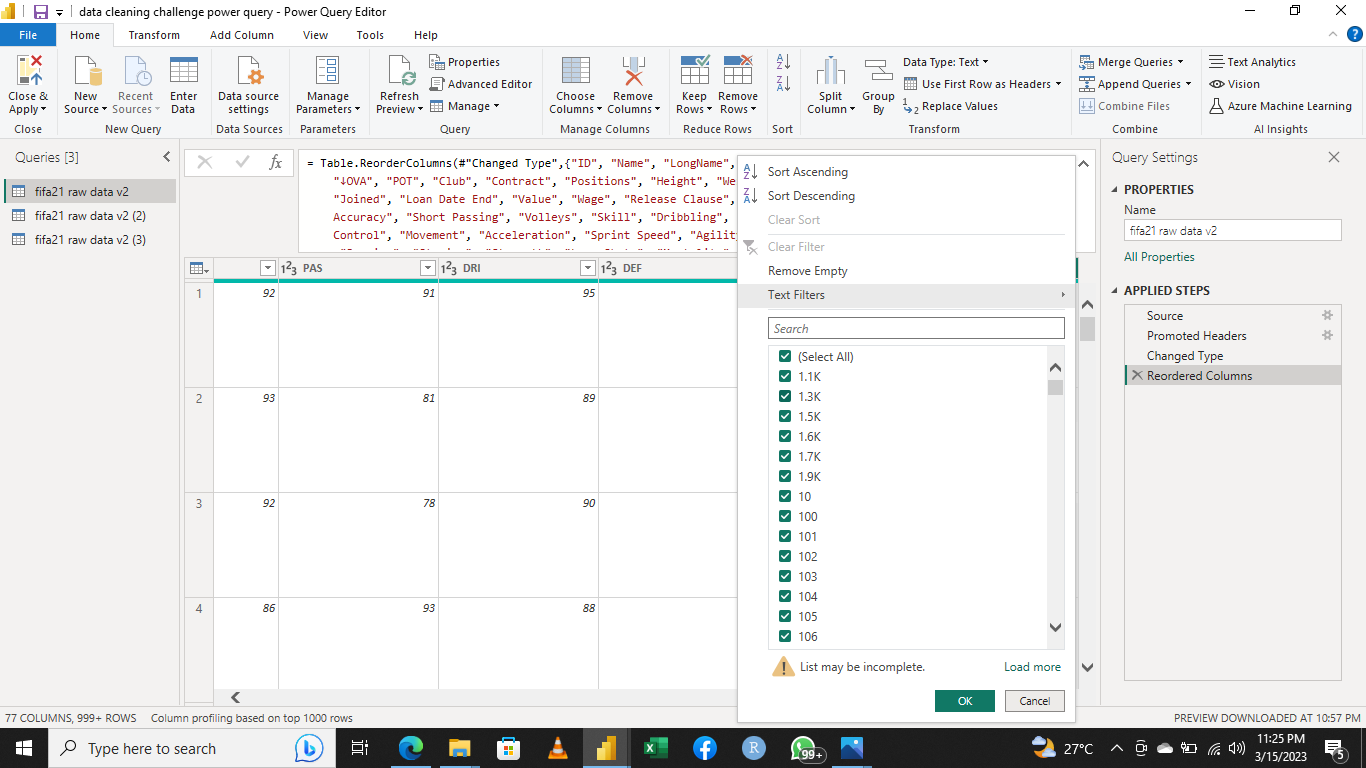 data cleaning challenge power query - Power Query Editor
File Home Transform Add Column View Tools Help
Close & Apply
New Source
Recent Sources
Enter Data
Data source settings
Manage Parameters
Refresh Preview
Properties
Advanced Editor
Manage
Choose Columns
Remove Columns
Keep Rows
Remove Rows
Split Column
Group By
Data Type: Text
Use First Row as Headers
Replace Values
Merge Queries
Append Queries
Combine Files
Text Analytics
Vision
Azure Machine Learning
Close New Query Data Sources Parameters Query Manage Columns Reduce Rows Sort Transform Combine AI Insights
Queries [3]
fifa21 raw data v2
fifa21 raw data v2 (2)
fifa21 raw data v2 (3)
fx
= Table.ReorderColumns(#"Changed Type",{"ID", "Name", "LongName",
"↓OVA", "POT", "Club", "Contract", "Positions", "Height", "We
"Joined", "Loan Date End", "Value", "Wage", "Release Clause",
Accuracy", "Short Passing", "Volleys", "Skill", "Dribbling",
Control", "Movement", "Acceleration", "Sprint Speed", "Agilit
123 PAS 123 DRI 123 DEF
1 92 91 95
2 93 81 89
3 92 78 90
4 86 93 88
Sort Ascending
Sort Descending
Clear Sort
Clear Filter
Remove Empty
Text Filters
Search
(Select All)
1.1K
1.3K
1.5K
1.6K
1.7K
1.9K
10
100
101
102
103
104
105
106
List may be incomplete. Load more
OK Cancel
Query Settings
PROPERTIES
Name
fifa21 raw data v2
All Properties
APPLIED STEPS
Source
Promoted Headers
Changed Type
Reordered Columns
77 COLUMNS, 999+ ROWS Column profiling based on top 1000 rows PREVIEW DOWNLOADED AT 10:57 PM
Type here to search
99+
27°C
11:25 PM
3/15/2023
5